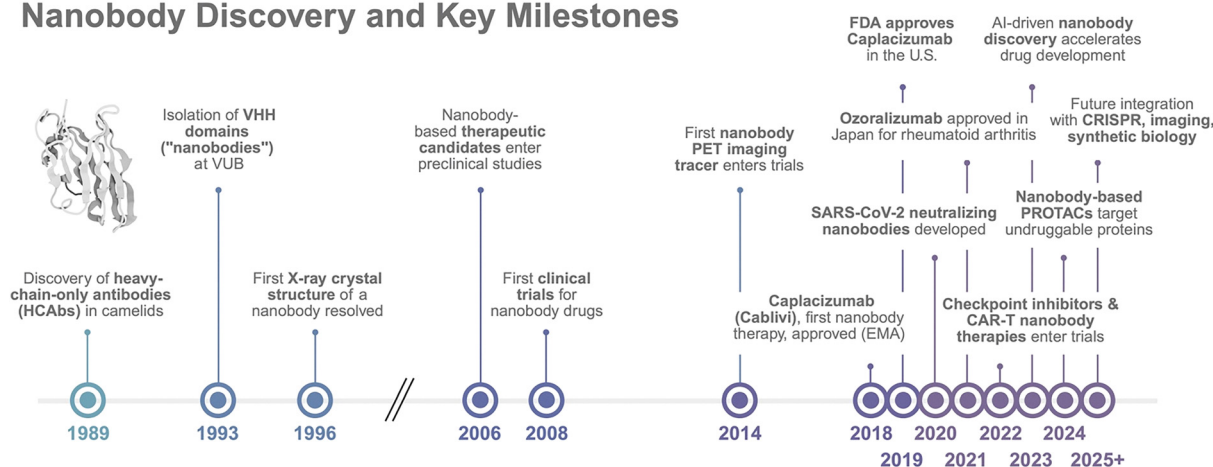 Nanobody Discovery and Key Milestones
Discovery of heavy-
chain-only antibodies
(HCAbs) in camelids
Isolation of VHH
domains
("nanobodies")
at VUB
First X-ray crystal
structure of a
nanobody resolved
Nanobody-
based therapeutic
candidates enter
preclinical studies
First clinical
trials for
nanobody drugs
First nanobody
PET imaging
tracer enters trials
Caplacizumab
(Cablivi), first nanobody
therapy, approved (EMA)
FDA approves
Caplacizumab
in the U.S.
SARS-CoV-2 neutralizing
nanobodies developed
Ozoralizumab approved in
Japan for rheumatoid arthritis
Checkpoint inhibitors &
CAR-T nanobody
therapies enter trials
AI-driven nanobody
discovery accelerates
drug development
Nanobody-based
PROTACs target
undruggable proteins
Future integration
with CRISPR, imaging,
synthetic biology
1989
1993
1996
2006
2008
2014
2018
2019
2020
2021
2022
2023
2024
2025+